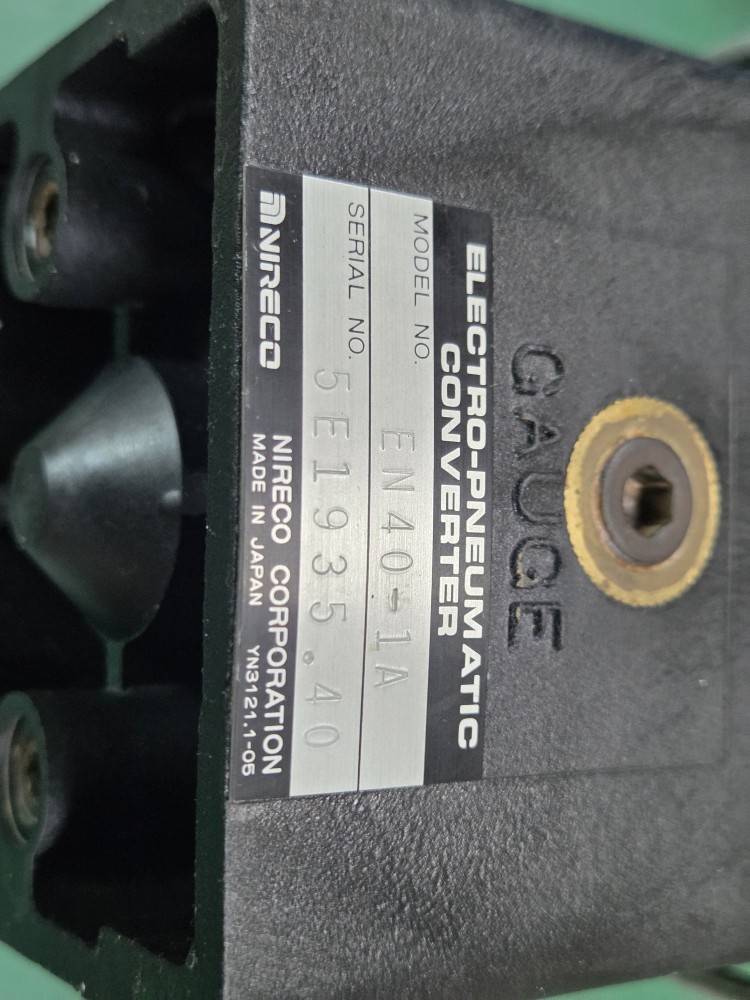 GAUGE
ELECTRO-PNEUMATIC
CONVERTER
MODEL NO. EN40-1A
SERIAL NO. 5E1935.40
NIRECO NIRECO CORPORATION
MADE IN JAPAN YN3121.1-05